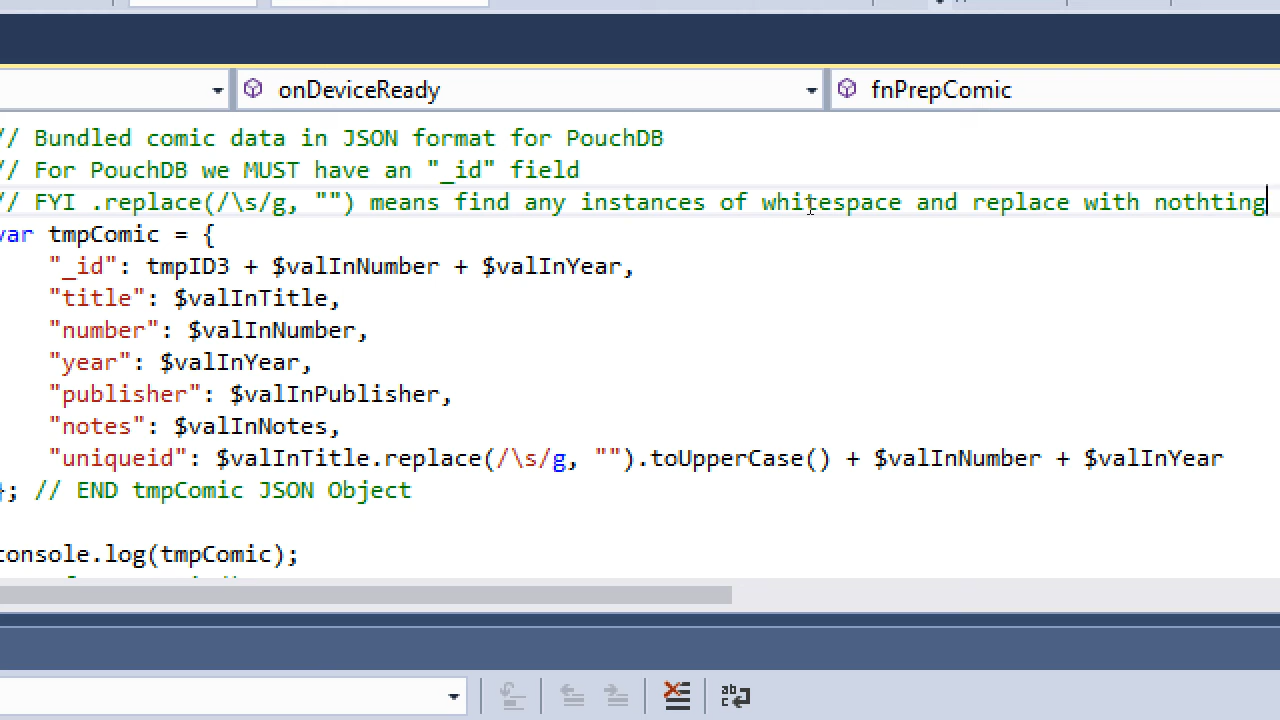 onDeviceReady fnPrepComic
// Bundled comic data in JSON format for PouchDB
// For PouchDB we MUST have an "_id" field
// FYI .replace(/\s/g, "") means find any instances of whitespace and replace with nothting
var tmpComic = {
"_id": tmpID3 + $valInNumber + $valInYear,
"title": $valInTitle,
"number": $valInNumber,
"year": $valInYear,
"publisher": $valInPublisher,
"notes": $valInNotes,
"uniqueid": $valInTitle.replace(/\s/g, "").toUpperCase() + $valInNumber + $valInYear
}; // END tmpComic JSON Object
console.log(tmpComic);